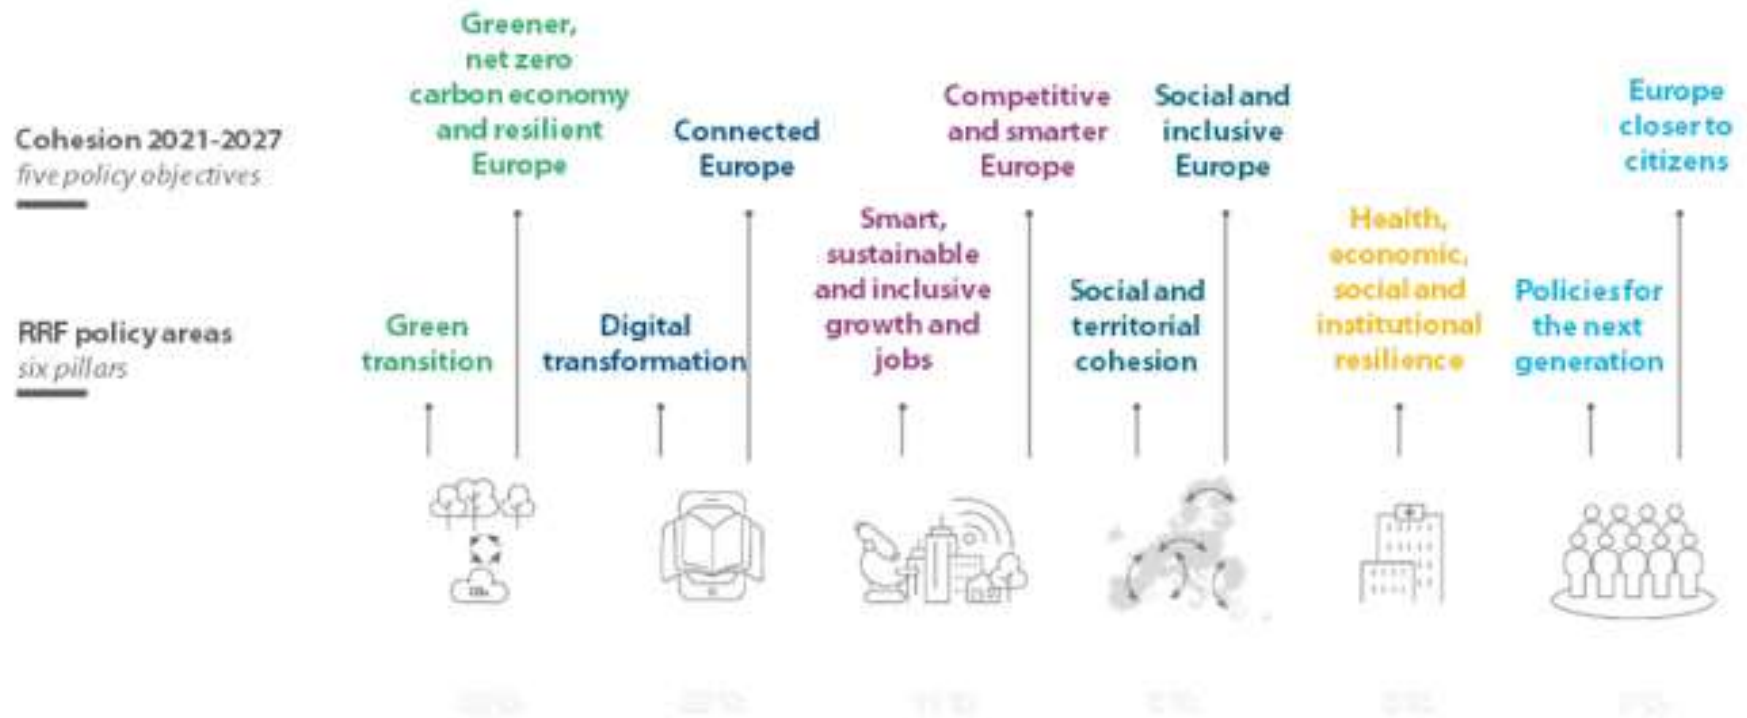 Cohesion 2021-2027
five policy objectives
Greener,
net zero
carbon economy
and resilient
Europe
Connected
Europe
Competitive
and smarter
Europe
Social and
inclusive
Europe
Europe
closer to
citizens
RRF policy areas
six pillars
Green
transition
Digital
transformation
Smart,
sustainable
and inclusive
growth and
jobs
Social and
territorial
cohesion
Health,
economic,
social and
institutional
resilience
Policies for
the next
generation